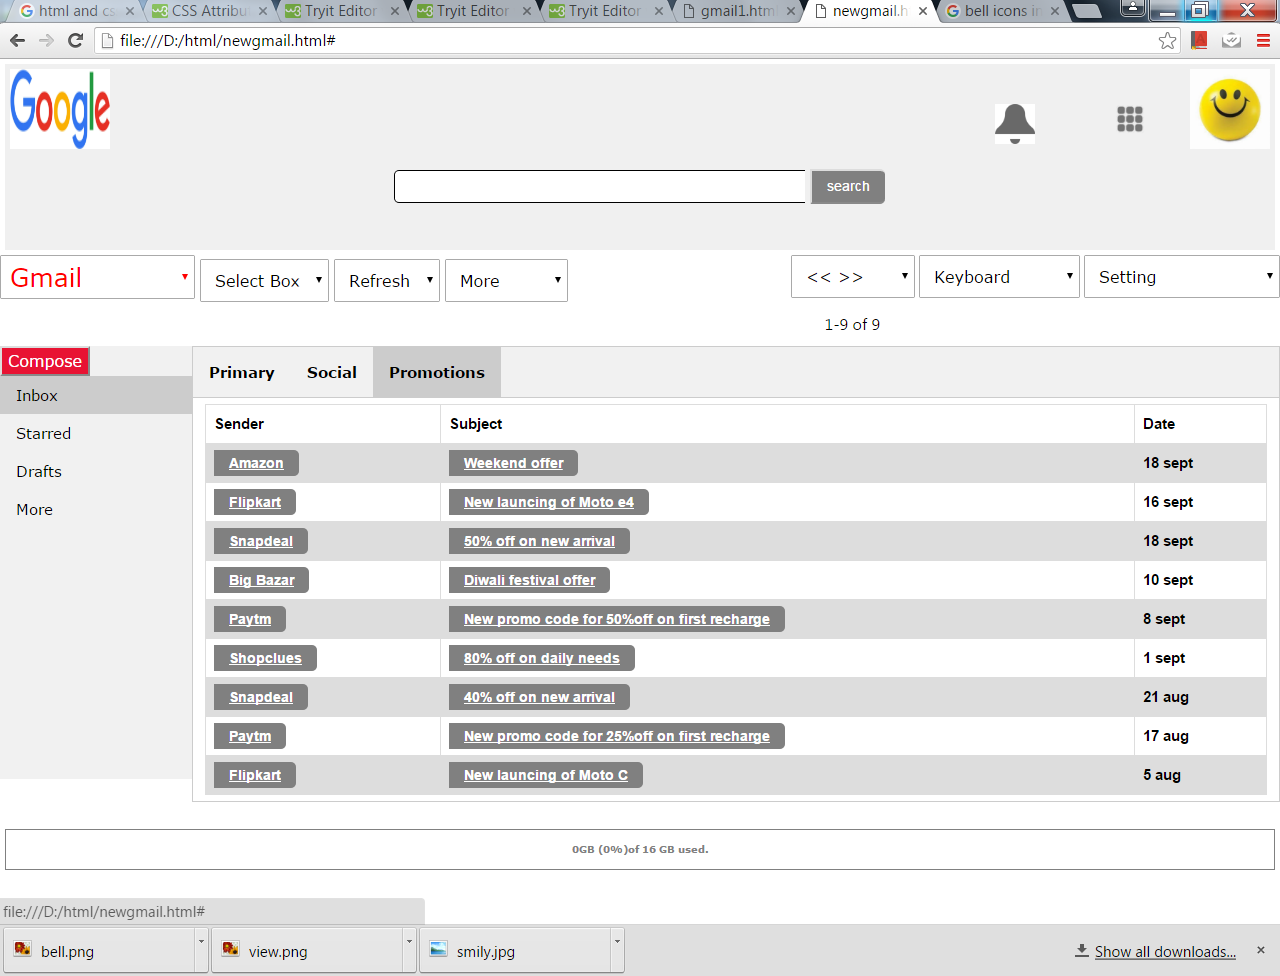 html and cs
CSS Attribu
Tryit Editor
Tryit Editor
Tryit Editor
gmail1.htm
newgmail.h
bell icons i
file:///D:/html/newgmail.html#
Google
search
Gmail
Select Box
Refresh
More
<< >>
Keyboard
Setting
1-9 of 9
Compose
Inbox
Starred
Drafts
More
Primary Social Promotions
Sender Subject Date
Amazon Weekend offer 18 sept
Flipkart New launcing of Moto e4 16 sept
Snapdeal 50% off on new arrival 18 sept
Big Bazar Diwali festival offer 10 sept
Paytm New promo code for 50%off on first recharge 8 sept
Shopclues 80% off on daily needs 1 sept
Snapdeal 40% off on new arrival 21 aug
Paytm New promo code for 25%off on first recharge 17 aug
Flipkart New launcing of Moto C 5 aug
0GB (0%)of 16 GB used.
file:///D:/html/newgmail.html#
bell.png
view.png
smily.jpg
Show all downloads...